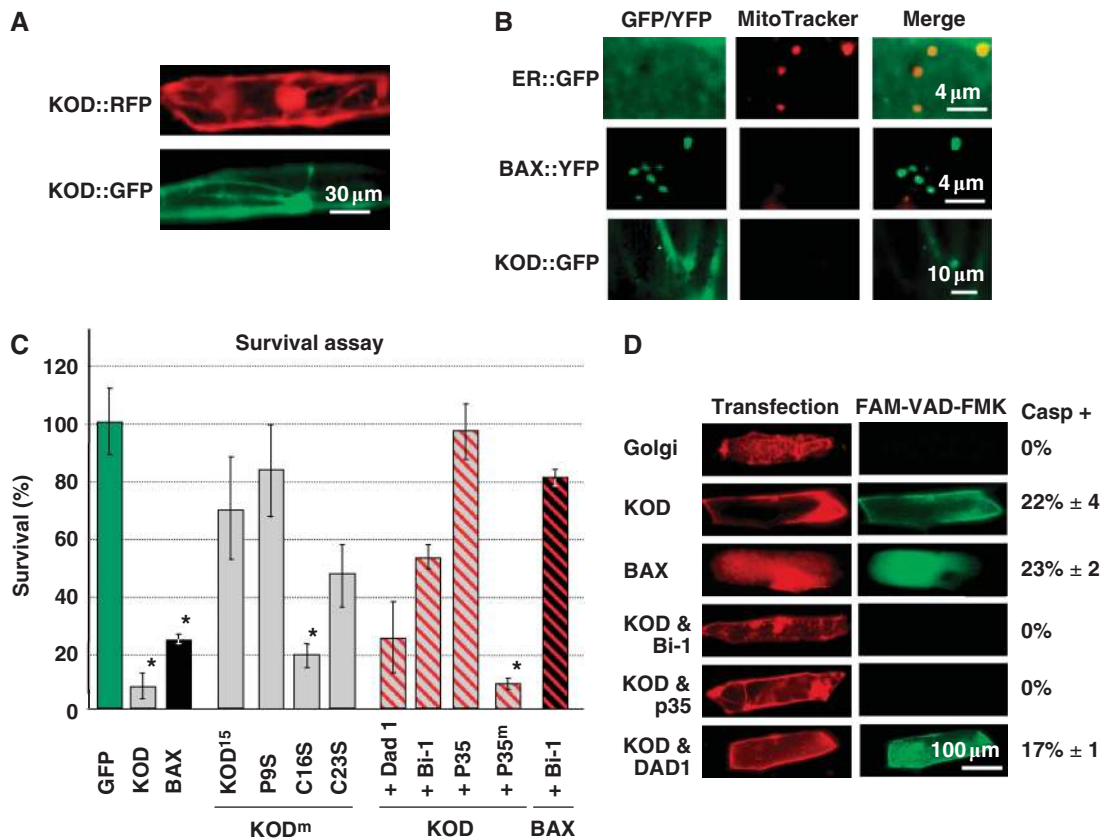 A
KOD::RFP
KOD::GFP
30 µm
B
GFP/YFP MitoTracker Merge
ER::GFP
4 µm
BAX::YFP
4 µm
KOD::GFP
10 µm
C
Survival assay
Survival (%)
120
100
80
60
40
20
0
*
*
*
*
GFP
KOD
BAX
KOD15
P9S
C16S
C23S
+ Dad 1
+ Bi-1
+ P35
+ P35m
+ Bi-1
KODm KOD BAX
D
Transfection FAM-VAD-FMK Casp +
Golgi 0%
KOD 22% ± 4
BAX 23% ± 2
KOD &
Bi-1 0%
KOD &
p35 0%
KOD &
DAD1 100 µm 17% ± 1